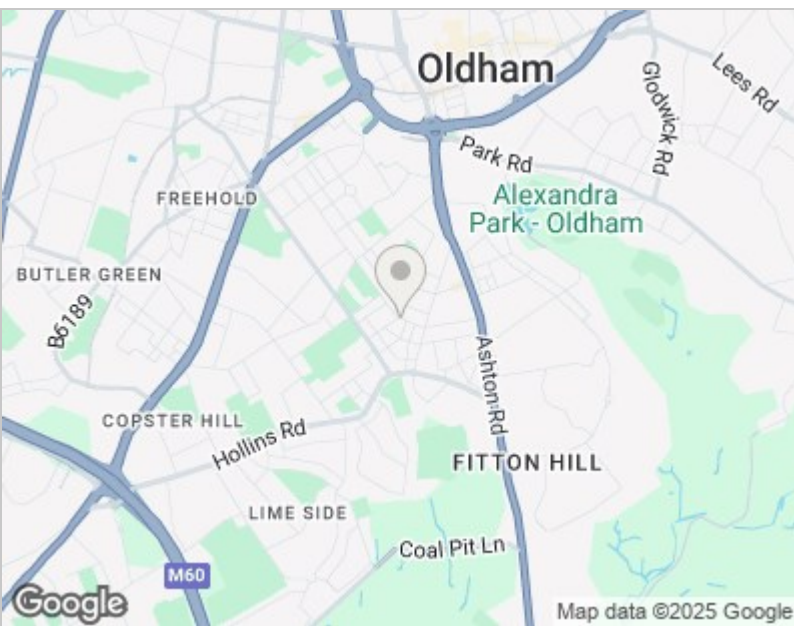 Oldham
Lees Rd
Glodwick Rd
Park Rd
FREEHOLD
Alexandra
Park - Oldham
BUTLER GREEN
B6189
Ashton Rd
COPSTER HILL
Hollins Rd
FITTON HILL
LIME SIDE
Coal Pit Ln
M60
Google
Map data ©2025 Google